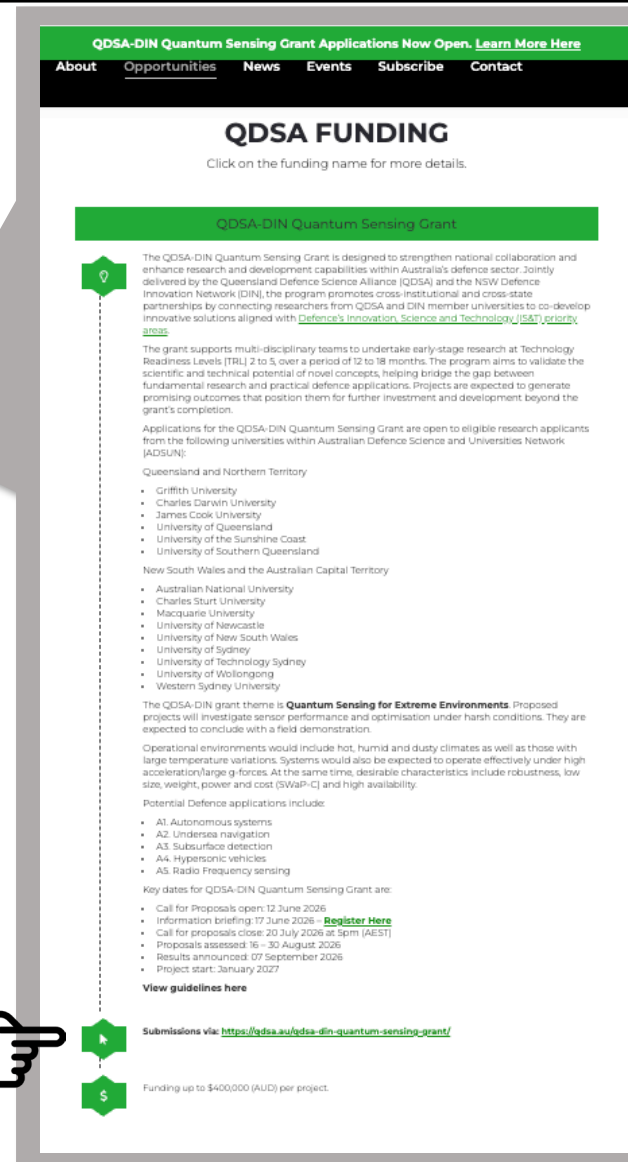 QDSA-DIN Quantum Sensing Grant Applications Now Open. Learn More Here
About Opportunities News Events Subscribe Contact
QDSA FUNDING
Click on the funding name for more details.
QDSA-DIN Quantum Sensing Grant
The QDSA-DIN Quantum Sensing Grant is designed to strengthen national collaboration and
enhance research and development capabilities within Australia's defence sector. Jointly
delivered by the Queensland Defence Science Alliance (QDSA) and the NSW Defence
Innovation Network (DIN), the program promotes cross-institutional and cross-state
partnerships by connecting researchers from QDSA and DIN member universities to co-develop
innovative solutions aligned with Defence's Innovation, Science and Technology (IS&T) priority
areas.
The grant supports multi-disciplinary teams to undertake early-stage research at Technology
Readiness Levels (TRL) 2 to 5, over a period of 12 to 18 months. The program aims to validate the
scientific and technical potential of novel concepts, helping bridge the gap between
fundamental research and practical defence applications. Projects are expected to generate
promising outcomes that position them for further investment and development beyond the
grant's completion.
Applications for the QDSA-DIN Quantum Sensing Grant are open to eligible research applicants
from the following universities within Australian Defence Science and Universities Network
(ADSUN):
Queensland and Northern Territory
• Griffith University
• Charles Darwin University
• James Cook University
• University of Queensland
• University of the Sunshine Coast
• University of Southern Queensland
New South Wales and the Australian Capital Territory
• Australian National University
• Charles Sturt University
• Macquarie University
• University of Newcastle
• University of New South Wales
• University of Sydney
• University of Technology Sydney
• University of Wollongong
• Western Sydney University
The QDSA-DIN grant theme is Quantum Sensing for Extreme Environments. Proposed
projects will investigate sensor performance and optimisation under harsh conditions. They are
expected to conclude with a field demonstration.
Operational environments would include hot, humid and dusty climates as well as those with
large temperature variations. Systems would also be expected to operate effectively under high
acceleration/large g-forces. At the same time, desirable characteristics include robustness, low
size, weight, power and cost (SWaP-C) and high availability.
Potential Defence applications include:
• A1. Autonomous systems
• A2. Undersea navigation
• A3. Subsurface detection
• A4. Hypersonic vehicles
• A5. Radio Frequency sensing
Key dates for QDSA-DIN Quantum Sensing Grant are:
• Call for Proposals open: 12 June 2026
• Information briefing: 17 June 2026 – Register Here
• Call for proposals close: 20 July 2026 at 5pm (AEST)
• Proposals assessed: 16 – 30 August 2026
• Results announced: 07 September 2026
• Project start: January 2027
View guidelines here
Submissions via: https://qdsa.au/qdsa-din-quantum-sensing-grant/
$
Funding up to $400,000 (AUD) per project.